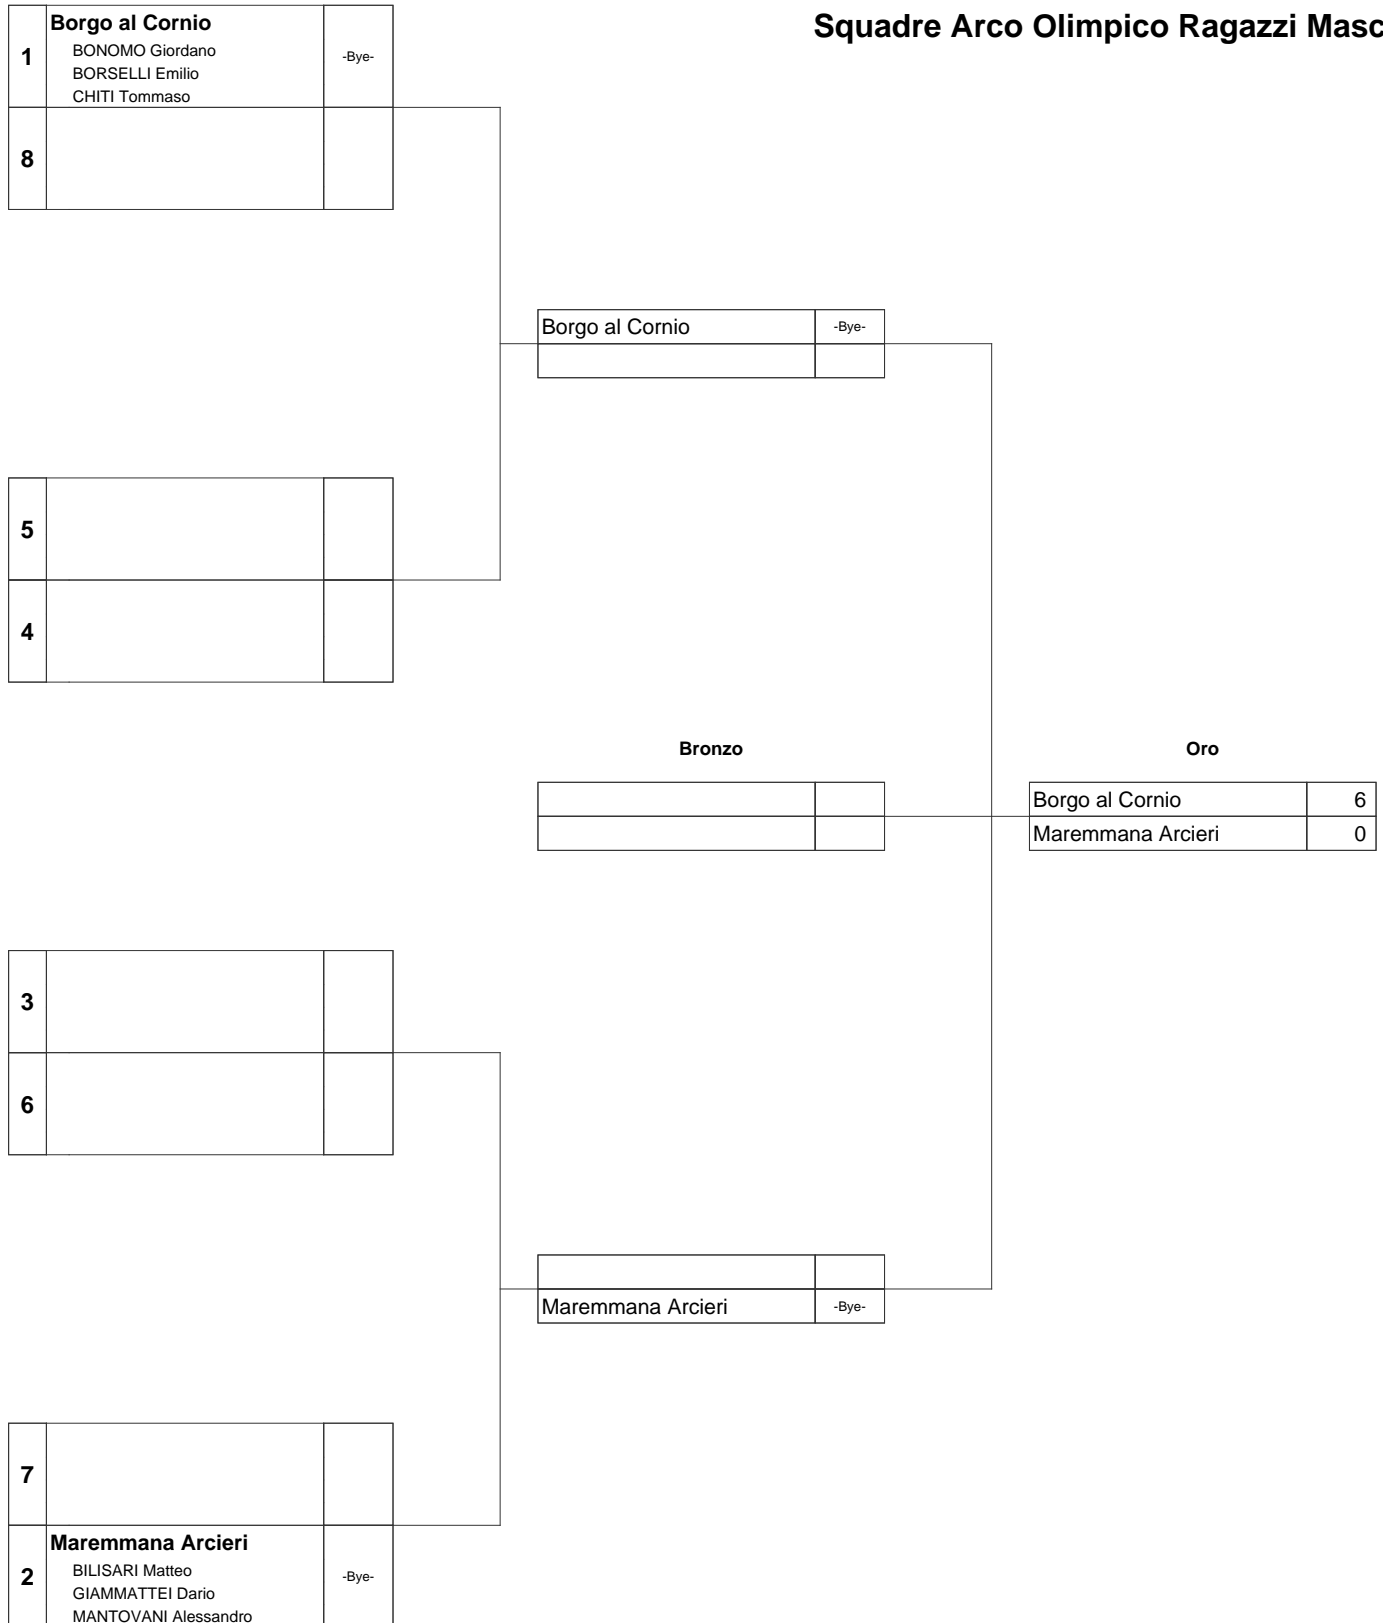 Squadre Arco Olimpico Ragazzi Masc
1
Borgo al Cornio
BONOMO Giordano
BORSELLI Emilio
CHITI Tommaso
-Bye-
8
Borgo al Cornio -Bye-
5
4
Bronzo
Oro
Borgo al Cornio 6
Maremmana Arcieri 0
3
6
Maremmana Arcieri -Bye-
7
2
Maremmana Arcieri
BILISARI Matteo
GIAMMATTEI Dario
MANTOVANI Alessandro
-Bye-